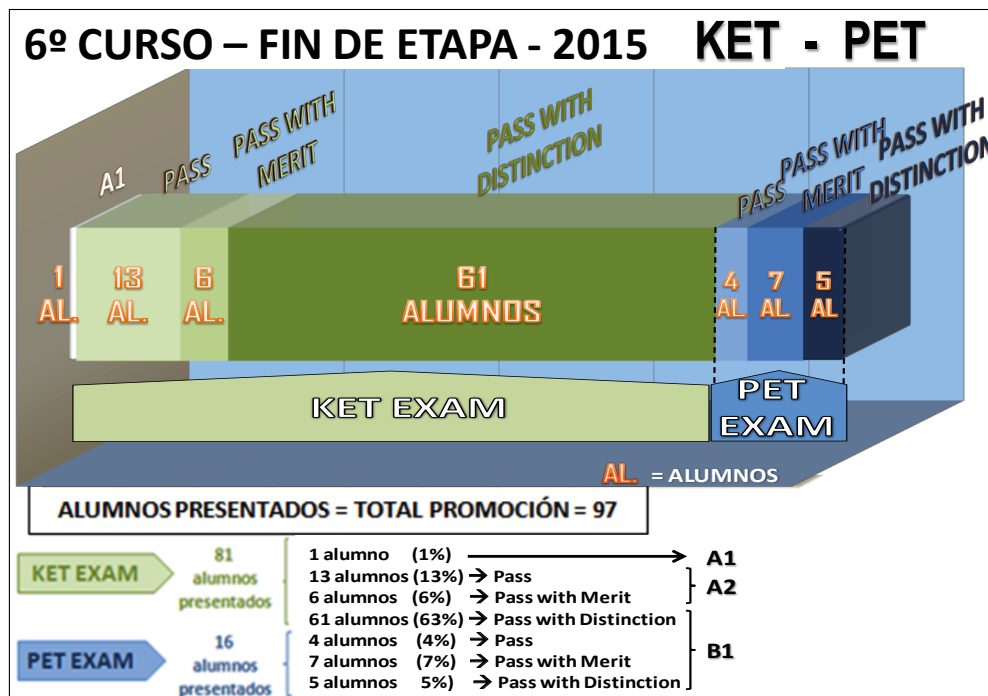 6º CURSO – FIN DE ETAPA - 2015 KET - PET
A1
PASS
PASS WITH
MERIT
PASS WITH
DISTINCTION
PASS
PASS WITH
MERIT
PASS WITH
DISTINCTION
1
AL.
13
AL.
6
AL.
61
ALUMNOS
4
AL
7
AL
5
AL
KET EXAM
PET
EXAM
AL. = ALUMNOS
ALUMNOS PRESENTADOS = TOTAL PROMOCIÓN = 97
KET EXAM
81
alumnos
presentados
1 alumno (1%)
A1
13 alumnos (13%) → Pass
6 alumnos (6%) → Pass with Merit
A2
61 alumnos (63%) → Pass with Distinction
PET EXAM
16
alumnos
presentados
4 alumnos (4%) → Pass
7 alumnos (7%) → Pass with Merit
5 alumnos 5%) → Pass with Distinction
B1